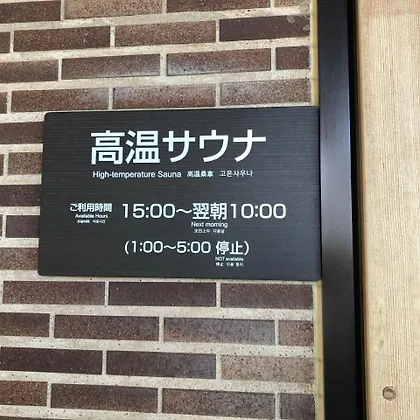 高温サウナ
High-temperature Sauna 高温桑拿 고온사우나
ご利用時間 15:00～翌朝10:00
Available Hours Next morning
(1:00～5:00 停止)
NOT available